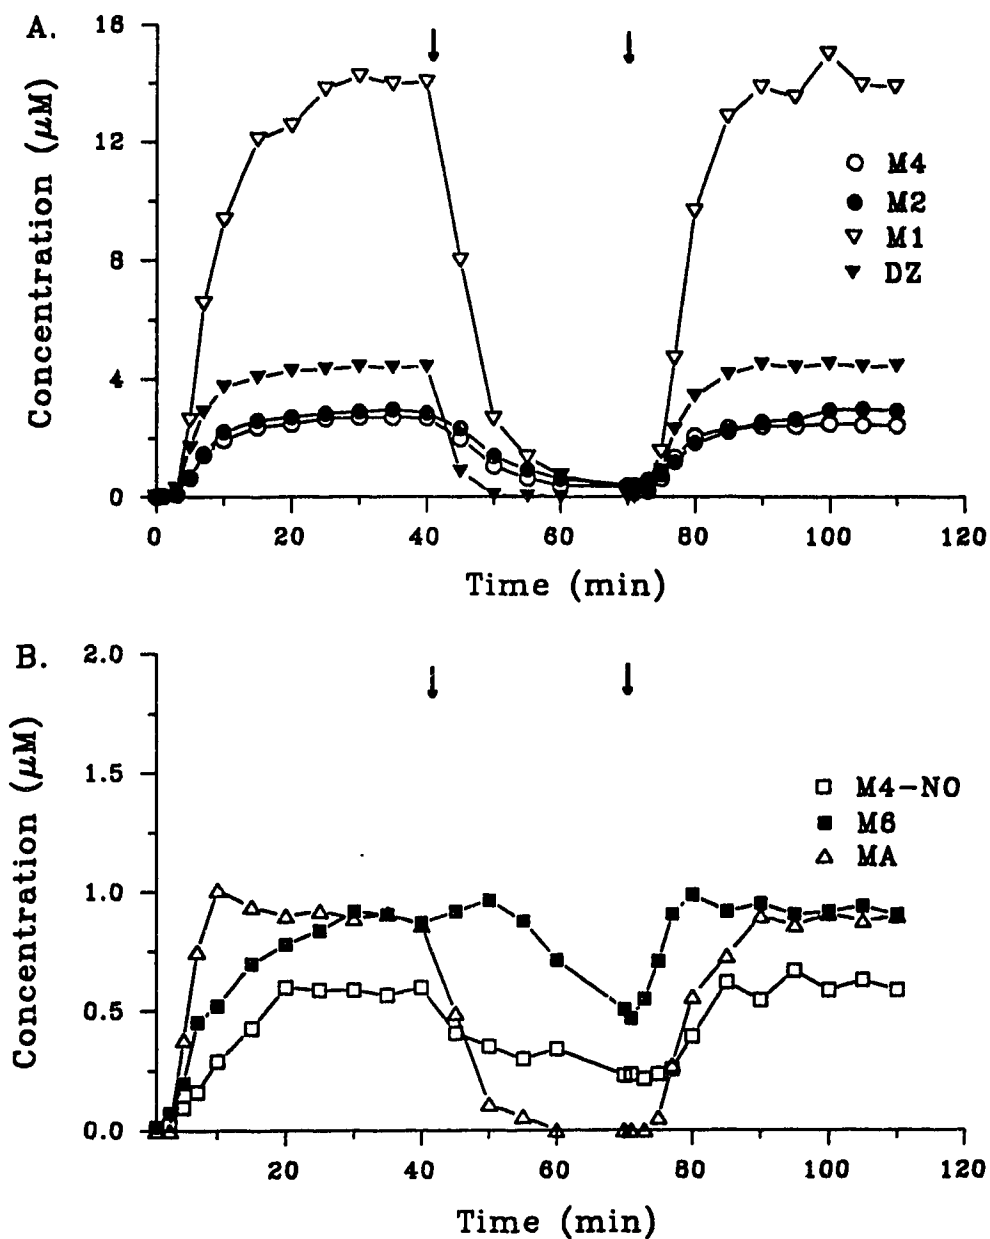 A.
16
12
8
4
0
Concentration (μM)
M4
M2
M1
DZ
0 20 40 60 80 100 120
Time (min)
B.
2.0
1.5
1.0
0.5
0.0
Concentration (μM)
M4-NO
M6
MA
20 40 60 80 100 120
Time (min)